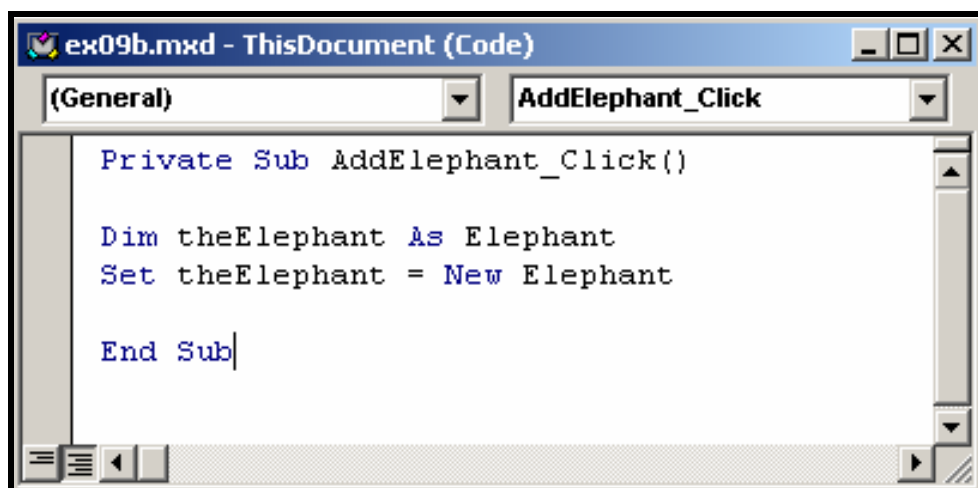 ex09b.mxd - ThisDocument (Code)
(General) AddElephant_Click
Private Sub AddElephant_Click()
Dim theElephant As Elephant
Set theElephant = New Elephant
End Sub